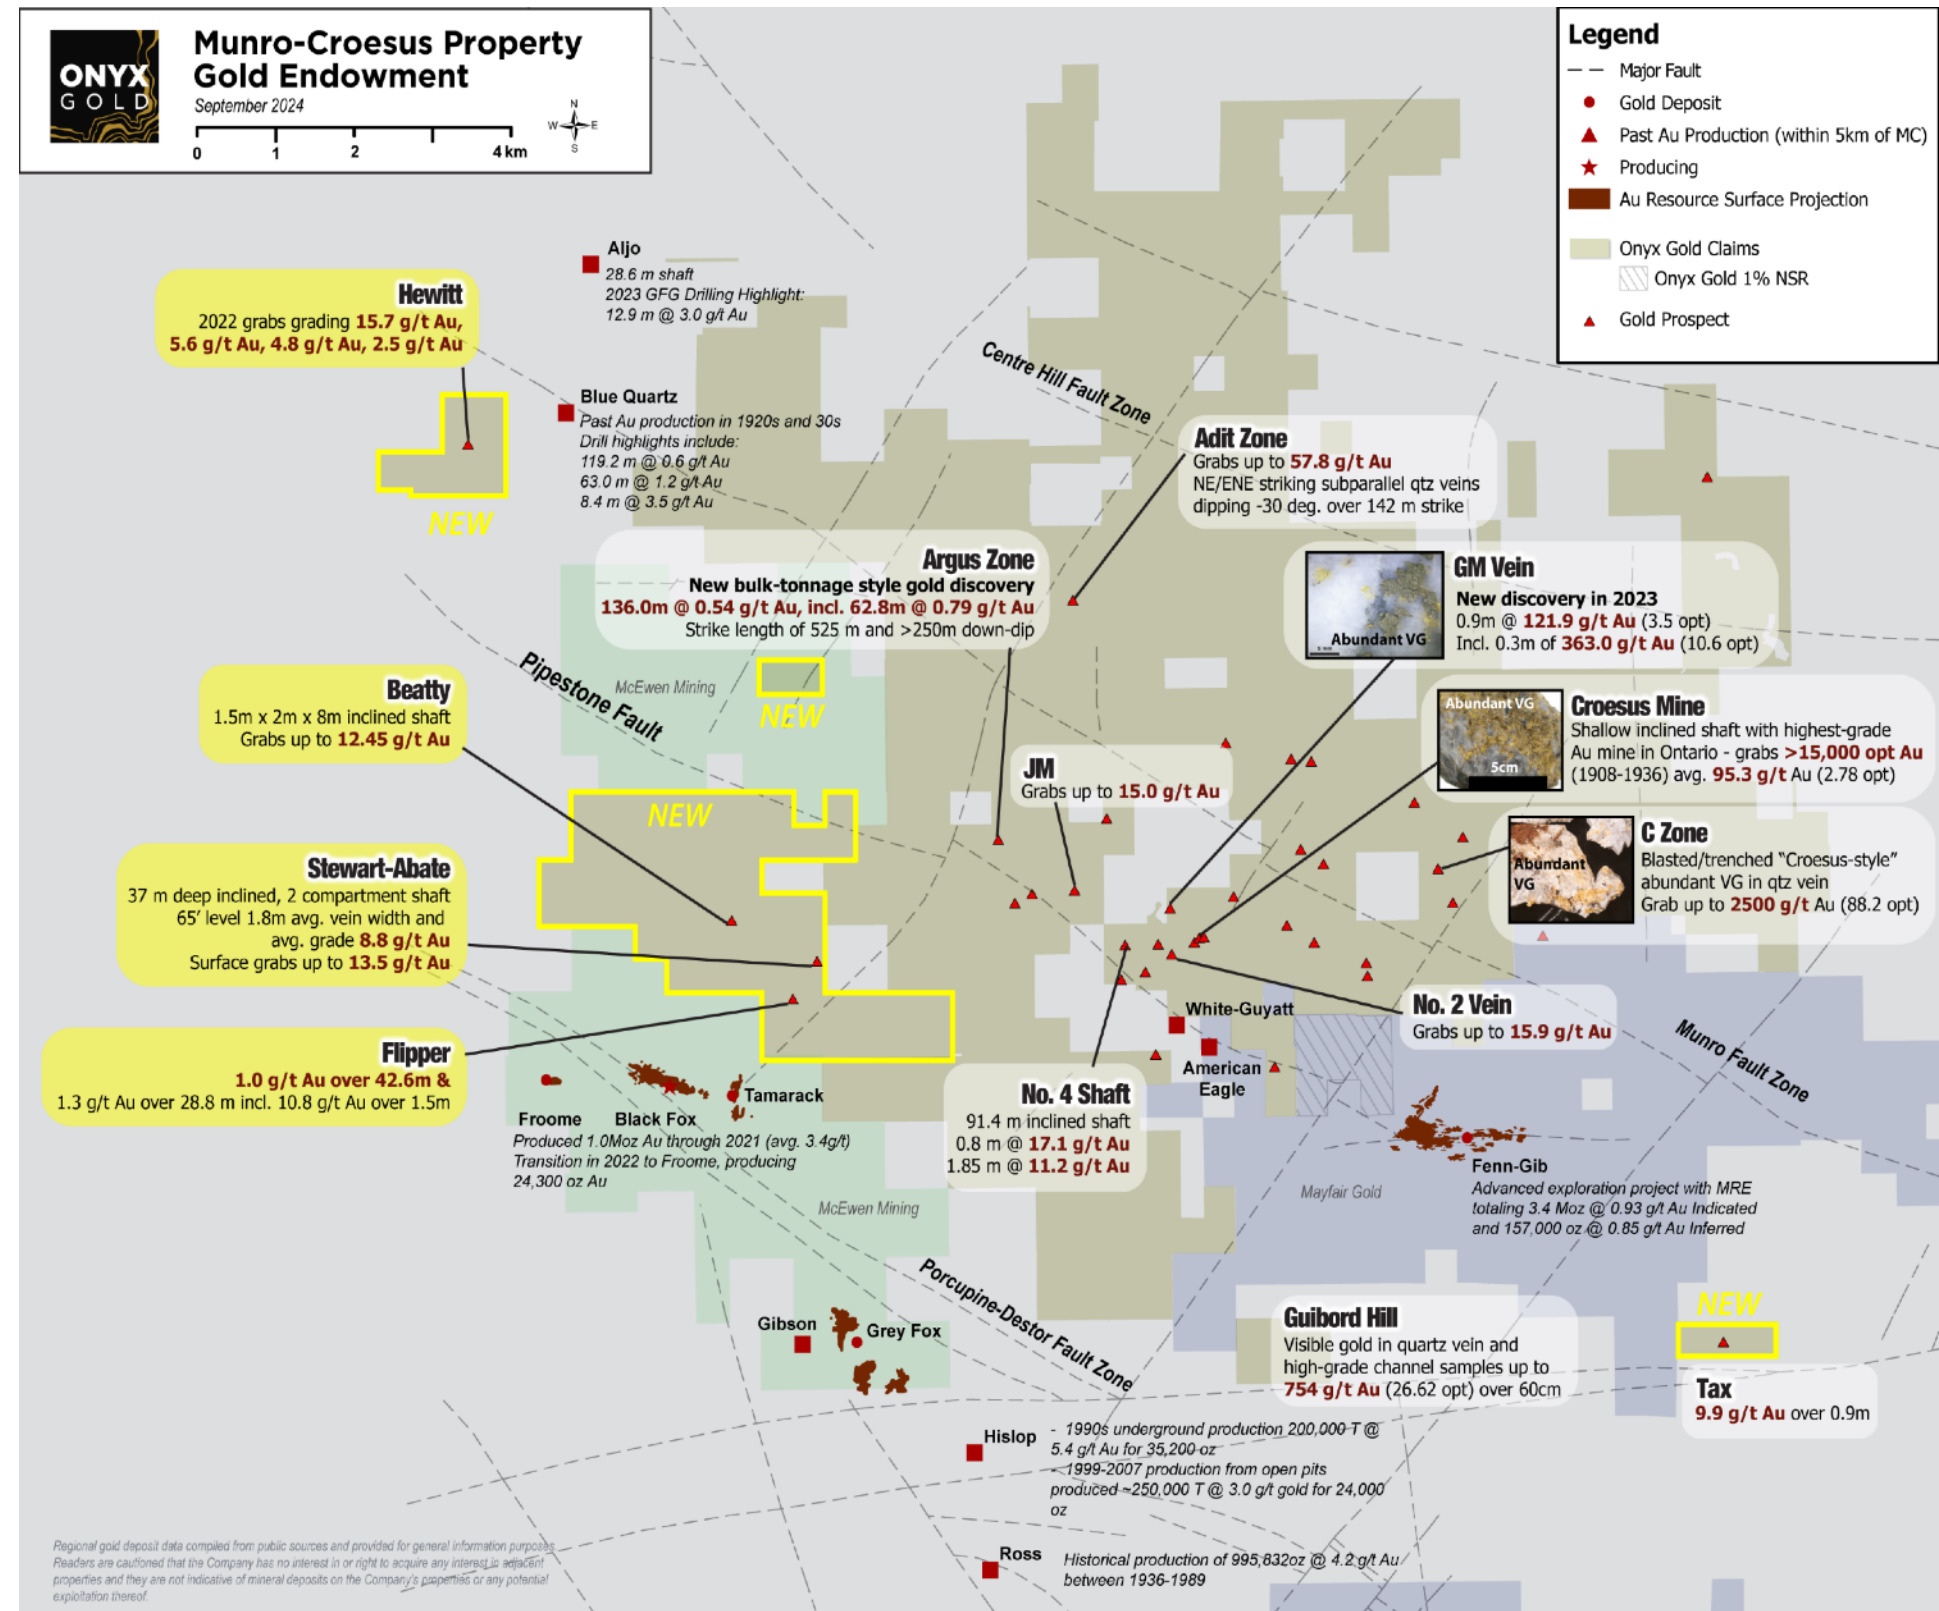 ONYX
GOLD
Munro-Croesus Property
Gold Endowment
September 2024
0 1 2 4 km
N
W E
S
Legend
Major Fault
Gold Deposit
Past Au Production (within 5km of MC)
Producing
Au Resource Surface Projection
Onyx Gold Claims
Onyx Gold 1% NSR
Gold Prospect
Aljo
28.6 m shaft
2023 GFG Drilling Highlight:
12.9 m @ 3.0 g/t Au
Hewitt
2022 grabs grading 15.7 g/t Au,
5.6 g/t Au, 4.8 g/t Au, 2.5 g/t Au
NEW
Blue Quartz
Past Au production in 1920s and 30s
Drill highlights include:
119.2 m @ 0.6 g/t Au
63.0 m @ 1.2 g/t Au
8.4 m @ 3.5 g/t Au
Centre Hill Fault Zone
Adit Zone
Grabs up to 57.8 g/t Au
NE/ENE striking subparallel qtz veins
dipping -30 deg. over 142 m strike
Argus Zone
New bulk-tonnage style gold discovery
136.0m @ 0.54 g/t Au, incl. 62.8m @ 0.79 g/t Au
Strike length of 525 m and >250m down-dip
Abundant VG
GM Vein
New discovery in 2023
0.9m @ 121.9 g/t Au (3.5 opt)
Incl. 0.3m of 363.0 g/t Au (10.6 opt)
Pipestone Fault
McEwen Mining
NEW
Beatty
1.5m x 2m x 8m inclined shaft
Grabs up to 12.45 g/t Au
Abundant VG
5cm
Croesus Mine
Shallow inclined shaft with highest-grade
Au mine in Ontario - grabs >15,000 opt Au
(1908-1936) avg. 95.3 g/t Au (2.78 opt)
JM
Grabs up to 15.0 g/t Au
NEW
Abundant
VG
C Zone
Blasted/trenched “Croesus-style”
abundant VG in qtz vein
Grab up to 2500 g/t Au (88.2 opt)
Stewart-Abate
37 m deep inclined, 2 compartment shaft
65’ level 1.8m avg. vein width and
avg. grade 8.8 g/t Au
Surface grabs up to 13.5 g/t Au
No. 2 Vein
Grabs up to 15.9 g/t Au
White-Guyatt
American
Eagle
Munro Fault Zone
Flipper
1.0 g/t Au over 42.6m &
1.3 g/t Au over 28.8 m incl. 10.8 g/t Au over 1.5m
Tamarack
Froome
Black Fox
Produced 1.0Moz Au through 2021 (avg. 3.4g/t)
Transition in 2022 to Froome, producing
24,300 oz Au
No. 4 Shaft
91.4 m inclined shaft
0.8 m @ 17.1 g/t Au
1.85 m @ 11.2 g/t Au
McEwen Mining
Mayfair Gold
Fenn-Gib
Advanced exploration project with MRE
totaling 3.4 Moz @ 0.93 g/t Au Indicated
and 157,000 oz @ 0.85 g/t Au Inferred
Porcupine-Destor Fault Zone
Gibson
Grey Fox
Guibord Hill
Visible gold in quartz vein and
high-grade channel samples up to
754 g/t Au (26.62 opt) over 60cm
NEW
Tax
9.9 g/t Au over 0.9m
Hislop
- 1990s underground production 200,000 T @
5.4 g/t Au for 35,200 oz
- 1999-2007 production from open pits
produced ~250,000 T @ 3.0 g/t gold for 24,000
oz
Ross
Historical production of 995,832oz @ 4.2 g/t Au
between 1936-1989
Regional gold deposit data compiled from public sources and provided for general information purposes.
Readers are cautioned that the Company has no interest in or right to acquire any interest in adjacent
properties and they are not indicative of mineral deposits on the Company's properties or any potential
exploitation thereof.